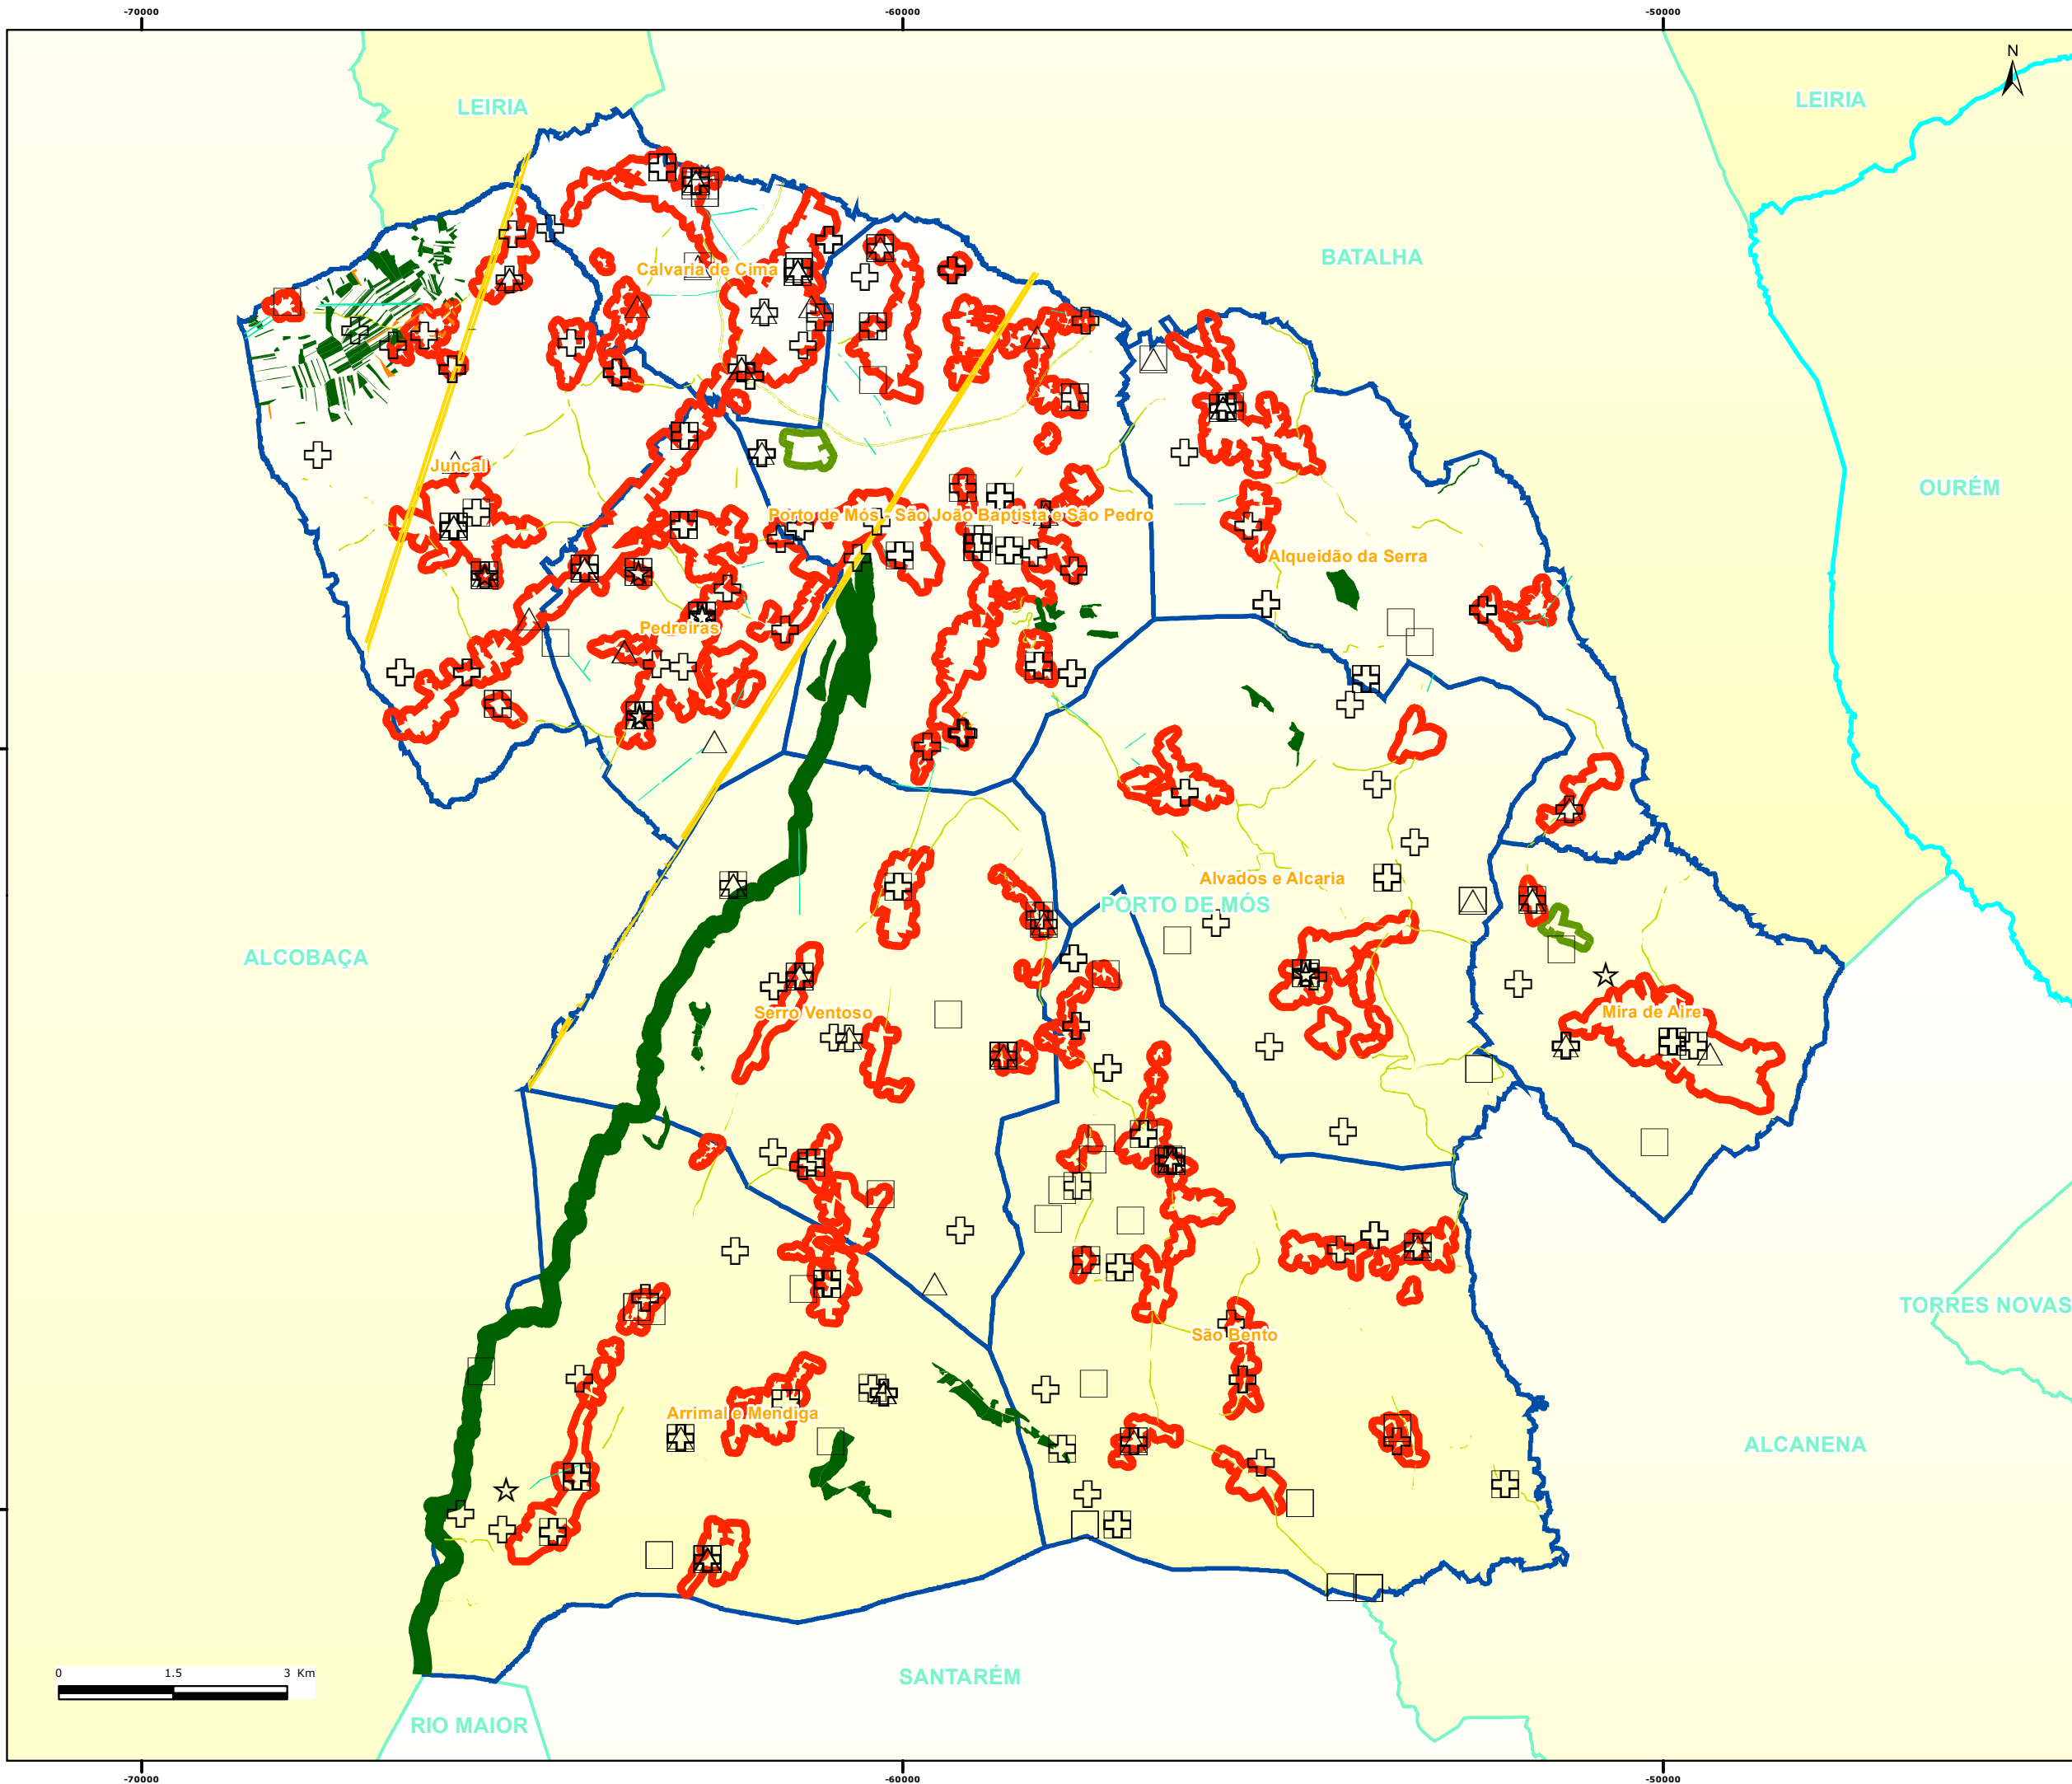 -70000
-60000
-50000
N
LEIRIA
LEIRIA
BATALHA
Calvaria de Cima
Juncal
OURÉM
Porto de Mós - São João Baptista e São Pedro
Alqueidão da Serra
Pedreiras
Alvados e Alcaria
PORTO DE MÓS
ALCOBAÇA
Serro Ventoso
Mira de Aire
TORRES NOVAS
São Bento
Arrimal e Mendiga
ALCANENA
0 1.5 3 Km
SANTARÉM
RIO MAIOR
-70000
-60000
-50000